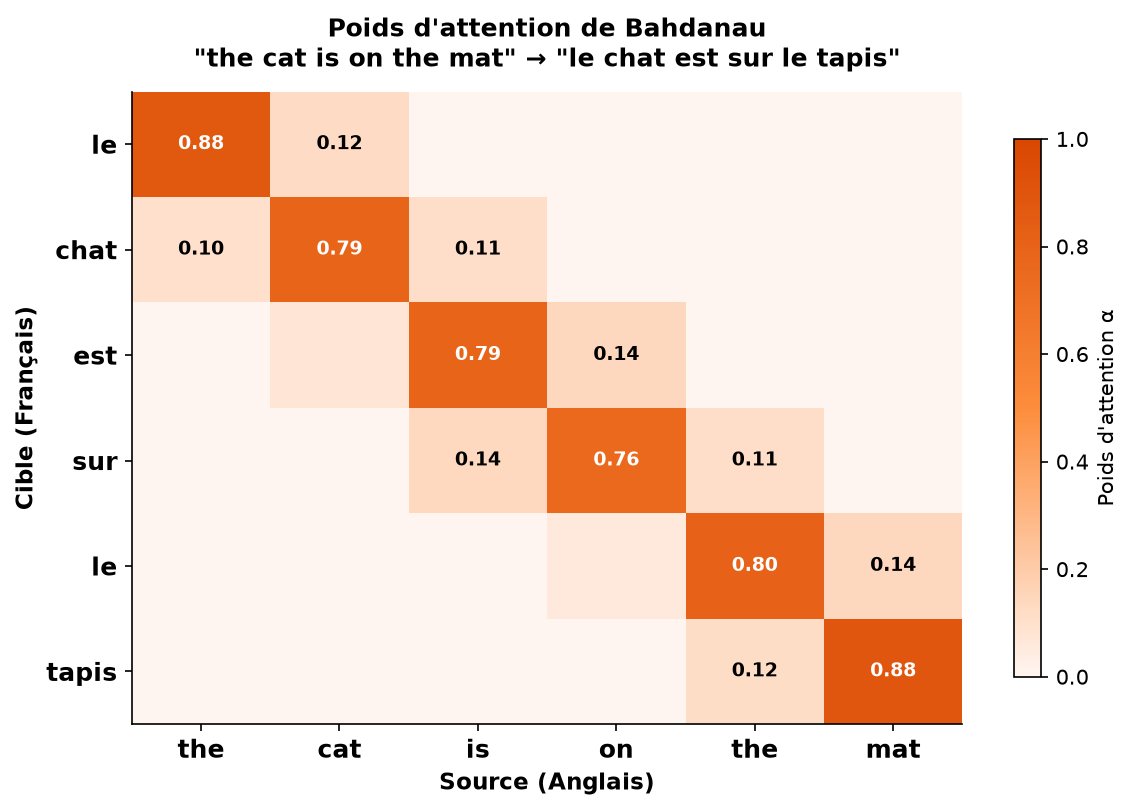 Poids d'attention de Bahdanau
"the cat is on the mat" → "le chat est sur le tapis"
le
0.88
0.12
chat
0.10
0.79
0.11
est
0.79
0.14
sur
0.14
0.76
0.11
le
0.80
0.14
tapis
0.12
0.88
the
cat
is
on
the
mat
Source (Anglais)
Cible (Français)
1.0
0.8
0.6
0.4
0.2
0.0
Poids d'attention α